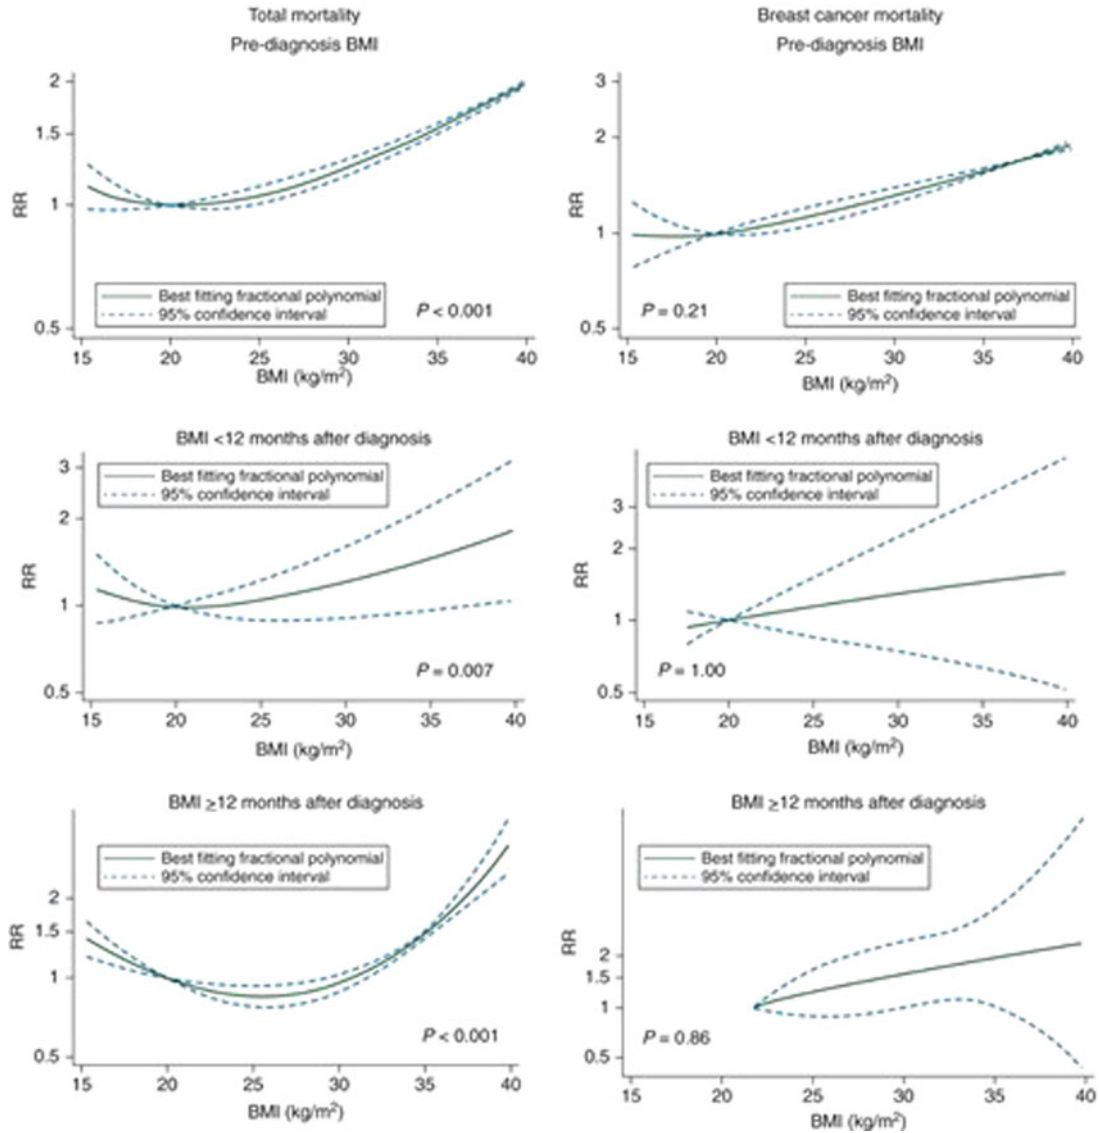 Total mortality
Pre-diagnosis BMI
2
1.5
1
0.5
RR
Best fitting fractional polynomial
95% confidence interval
P < 0.001
15 20 25 30 35 40
BMI (kg/m²)
Breast cancer mortality
Pre-diagnosis BMI
3
2
1
0.5
RR
P = 0.21
Best fitting fractional polynomial
95% confidence interval
15 20 25 30 35 40
BMI (kg/m²)
BMI <12 months after diagnosis
3
2
1
0.5
RR
Best fitting fractional polynomial
95% confidence interval
P = 0.007
15 20 25 30 35 40
BMI (kg/m²)
BMI <12 months after diagnosis
3
2
1
0.5
RR
Best fitting fractional polynomial
95% confidence interval
P = 1.00
15 20 25 30 35 40
BMI (kg/m²)
BMI ≥12 months after diagnosis
2
1.5
1
0.5
RR
Best fitting fractional polynomial
95% confidence interval
P < 0.001
15 20 25 30 35 40
BMI (kg/m²)
BMI ≥12 months after diagnosis
2
1.5
1
0.5
RR
Best fitting fractional polynomial
95% confidence interval
P = 0.86
15 20 25 30 35 40
BMI (kg/m²)